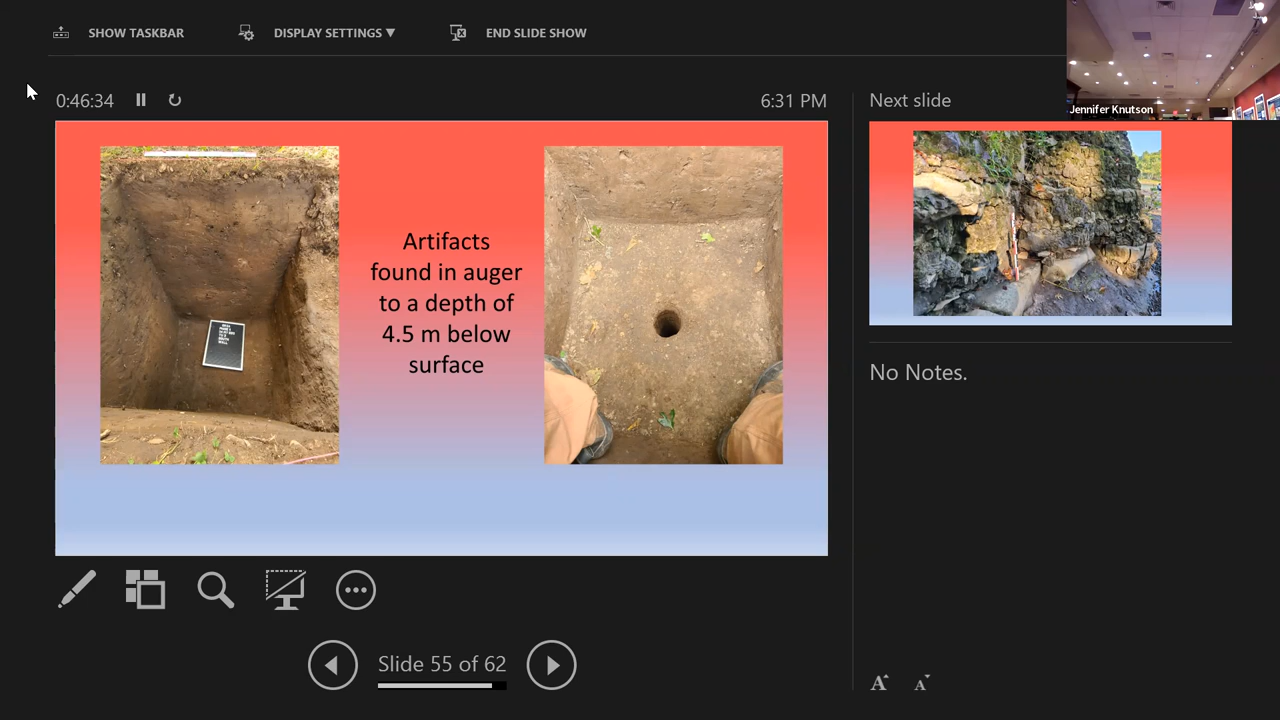 SHOW TASKBAR
DISPLAY SETTINGS ▼
END SLIDE SHOW
Jennifer Knutson
0:46:34
6:31 PM
Next slide
Artifacts
found in auger
to a depth of
4.5 m below
surface
No Notes.
Slide 55 of 62
A
A